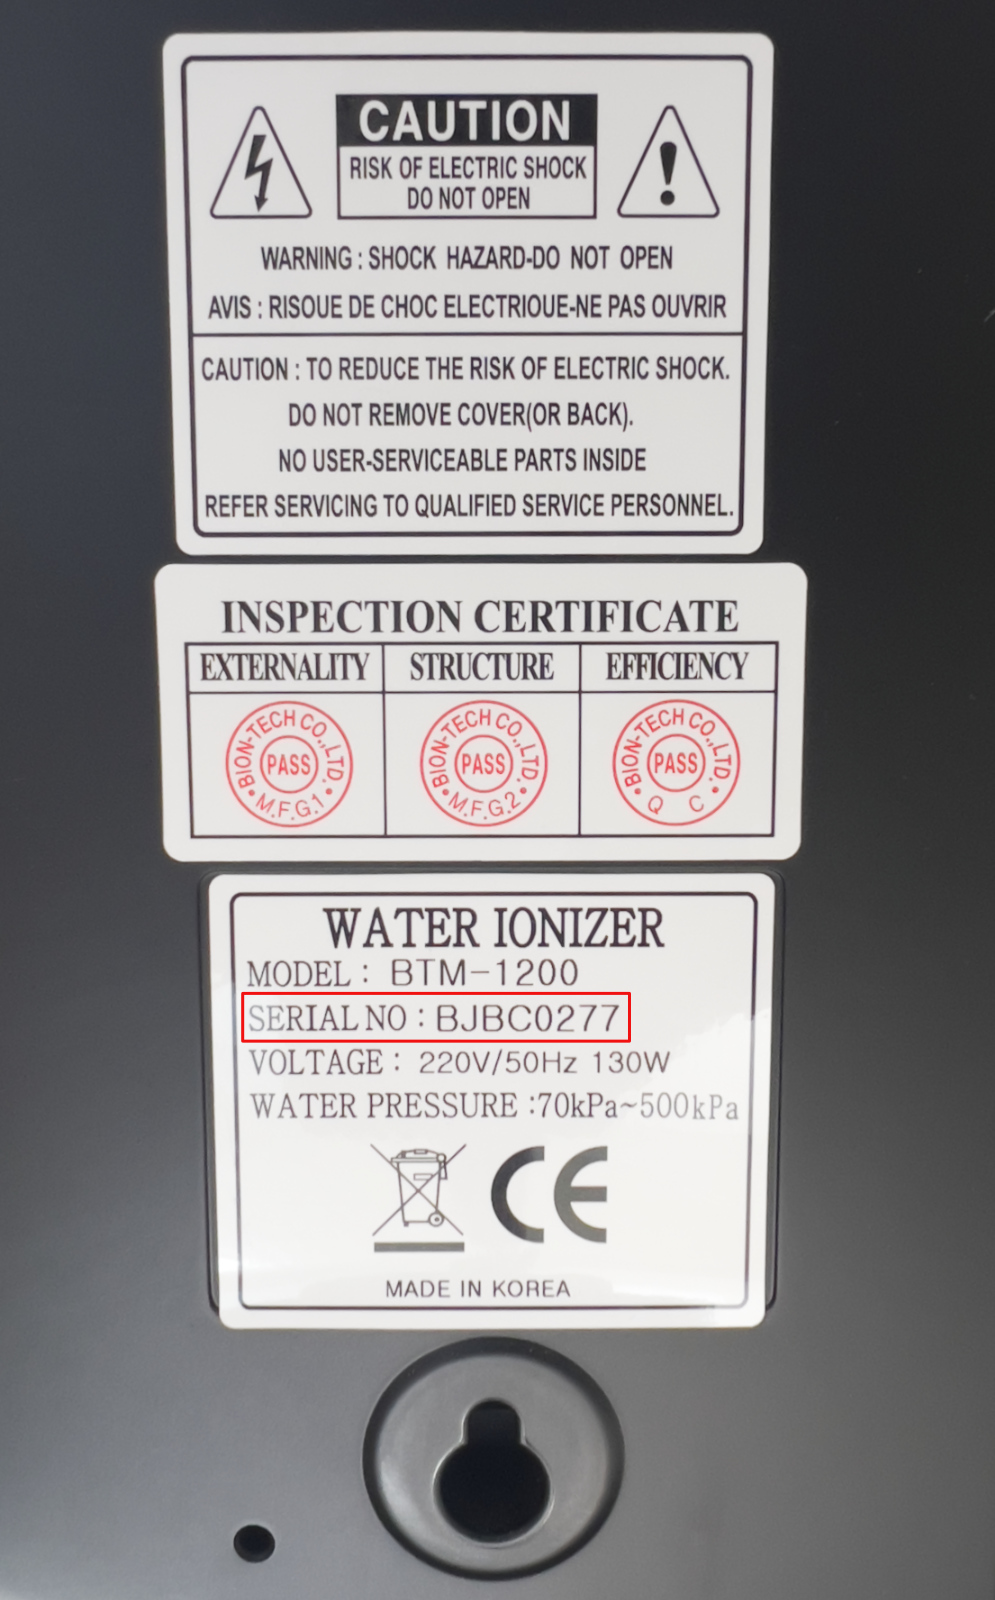 CAUTION
RISK OF ELECTRIC SHOCK
DO NOT OPEN
WARNING : SHOCK HAZARD-DO NOT OPEN
AVIS : RISOUE DE CHOC ELECTRIOUE-NE PAS OUVRIR
CAUTION : TO REDUCE THE RISK OF ELECTRIC SHOCK.
DO NOT REMOVE COVER(OR BACK).
NO USER-SERVICEABLE PARTS INSIDE
REFER SERVICING TO QUALIFIED SERVICE PERSONNEL.
INSPECTION CERTIFICATE
EXTERNALITY STRUCTURE EFFICIENCY
BION-TECH CO.,LTD. PASS M.F.G.1
BION-TECH CO.,LTD. PASS M.F.G.2
BION-TECH CO.,LTD. PASS Q C
WATER IONIZER
MODEL : BTM-1200
SERIAL NO : BJBC0277
VOLTAGE : 220V/50Hz 130W
WATER PRESSURE :70kPa~500kPa
CE
MADE IN KOREA